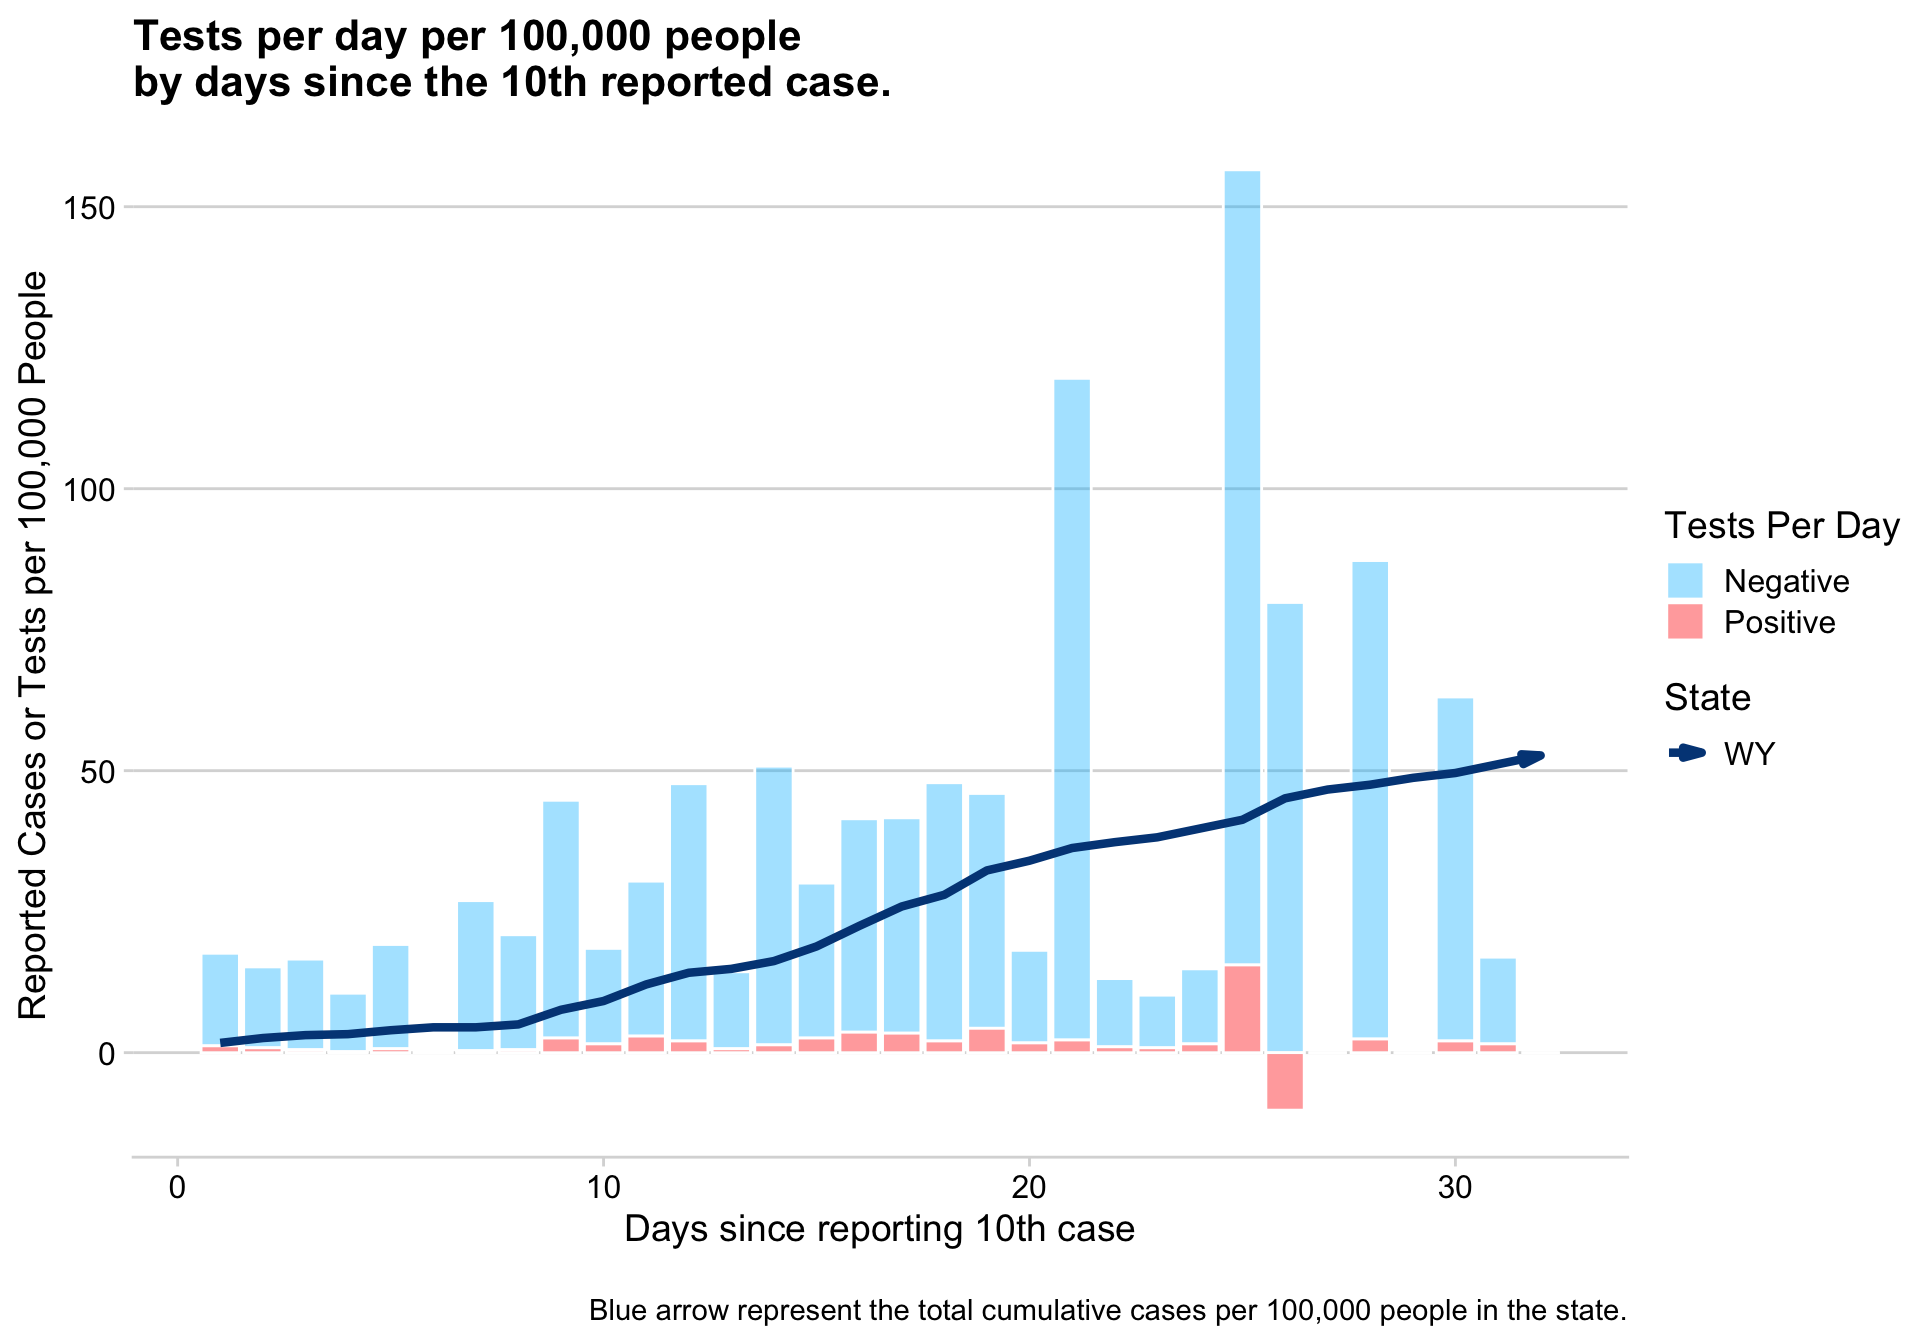 Tests per day per 100,000 people
by days since the 10th reported case.
Reported Cases or Tests per 100,000 People
150
100
50
0
0
10
20
30
Days since reporting 10th case
Tests Per Day
Negative
Positive
State
WY
Blue arrow represent the total cumulative cases per 100,000 people in the state.